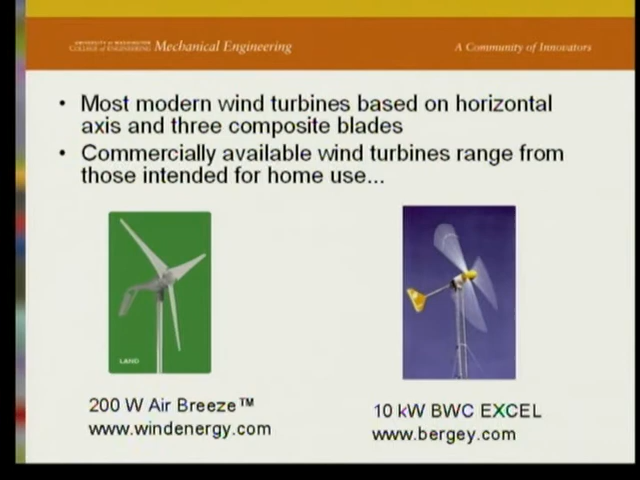 UNIVERSITY OF WASHINGTON
COLLEGE of ENGINEERING Mechanical Engineering
A Community of Innovators
• Most modern wind turbines based on horizontal
axis and three composite blades
• Commercially available wind turbines range from
those intended for home use...
LAND
200 W Air Breeze™
www.windenergy.com
10 kW BWC EXCEL
www.bergey.com